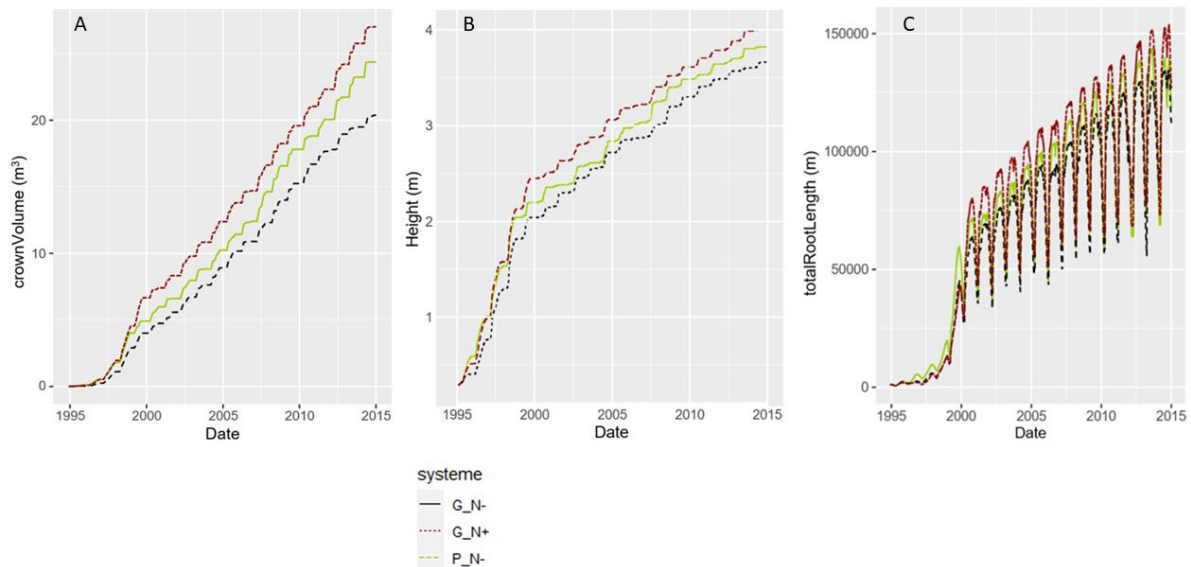 A
crownVolume (m³)
20
10
0
1995
2000
2005
2010
2015
Date
B
Height (m)
4
3
2
1
1995
2000
2005
2010
2015
Date
C
totalRootLength (m)
150000
100000
50000
0
1995
2000
2005
2010
2015
Date
systeme
G_N-
G_N+
P_N-